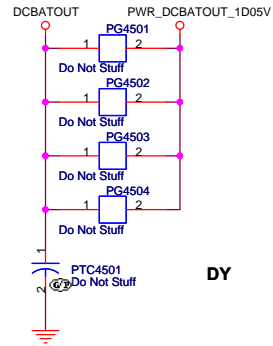 DCBATOUT PWR_DCBATOUT_1D05V
PG4501
1 2
Do Not Stuff
PG4502
1 2
Do Not Stuff
PG4503
1 2
Do Not Stuff
PG4504
1 2
Do Not Stuff
1
PTC4501
2
Do Not Stuff
DY